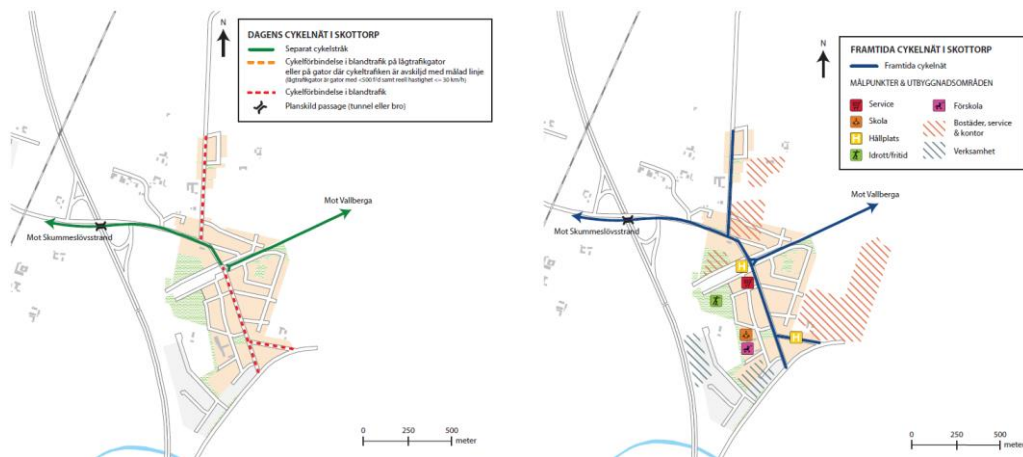 N
DAGENS CYKELNÄT I SKOTTORP
Separat cykelstråk
Cykelförbindelse i blandtrafik på lågtrafikgator
eller på gator där cykeltrafiken är avskiljd med målad linje
(lågtrafikgator är gator med <500 f/d samt reell hastighet <= 30 km/h)
Cykelförbindelse i blandtrafik
Planskild passage (tunnel eller bro)
Mot Vallberga
Mot Skummeslövsstrand
0 250 500
meter
N
FRAMTIDA CYKELNÄT I SKOTTORP
Framtida cykelnät
MÅLPUNKTER & UTBYGGNADSOMRÅDEN
Service
Förskola
Skola
Bostäder, service
& kontor
H
Hållplats
Idrott/fritid
Verksamhet
Mot Vallberga
Mot Skummeslövsstrand
H
H
0 250 500
meter